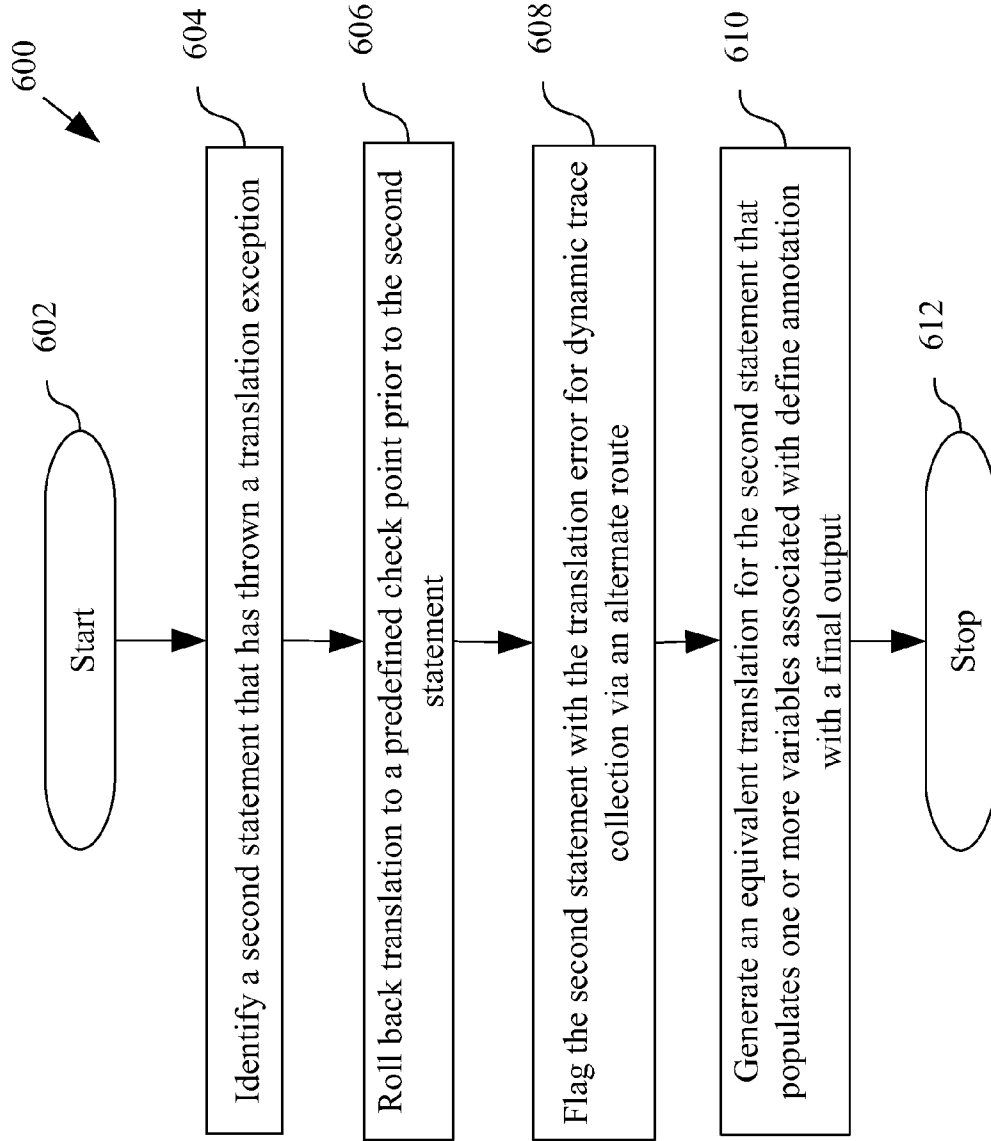 600
Start
602
Identify a second statement that has thrown a translation exception
604
Roll back translation to a predefined check point prior to the second
statement
606
Flag the second statement with the translation error for dynamic trace
collection via an alternate route
608
Generate an equivalent translation for the second statement that
populates one or more variables associated with define annotation
with a final output
610
Stop
612